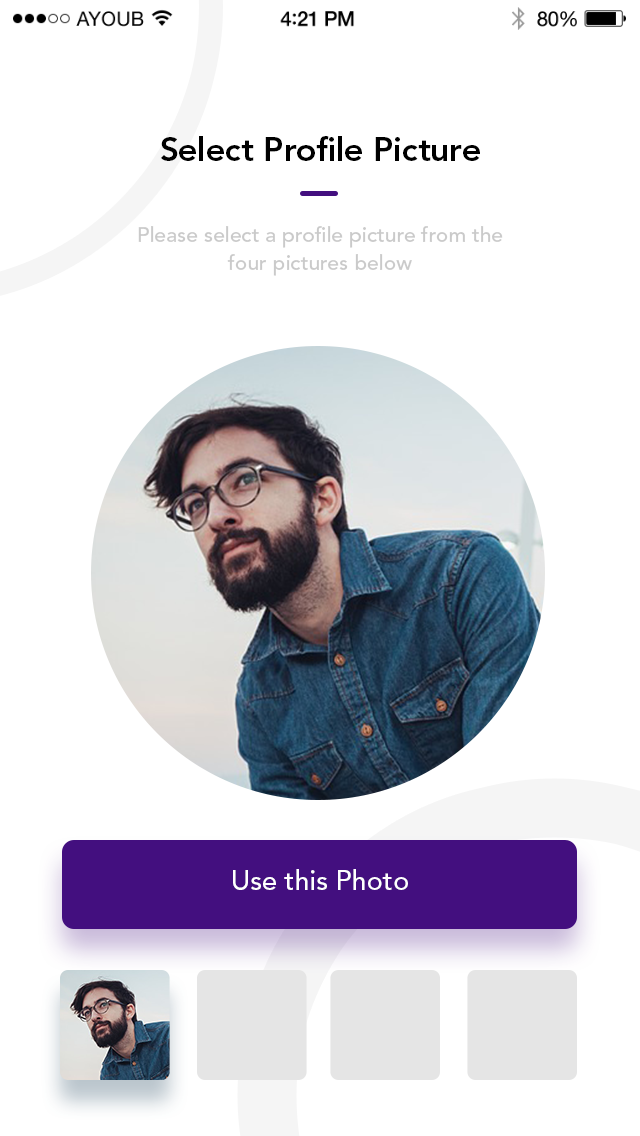 AYOUB 4:21 PM 80%
Select Profile Picture
Please select a profile picture from the
four pictures below
Use this Photo